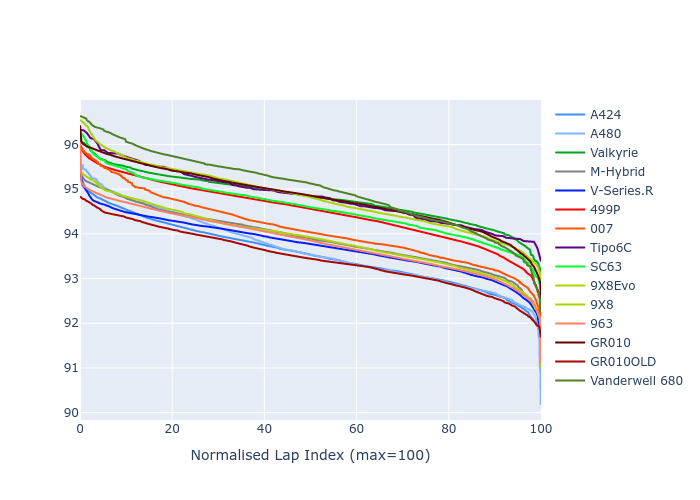 96
95
94
93
92
91
90
0 20 40 60 80 100
Normalised Lap Index (max=100)
A424
A480
Valkyrie
M-Hybrid
V-Series.R
499P
007
Tipo6C
SC63
9X8Evo
9X8
963
GR010
GR010OLD
Vanderwell 680